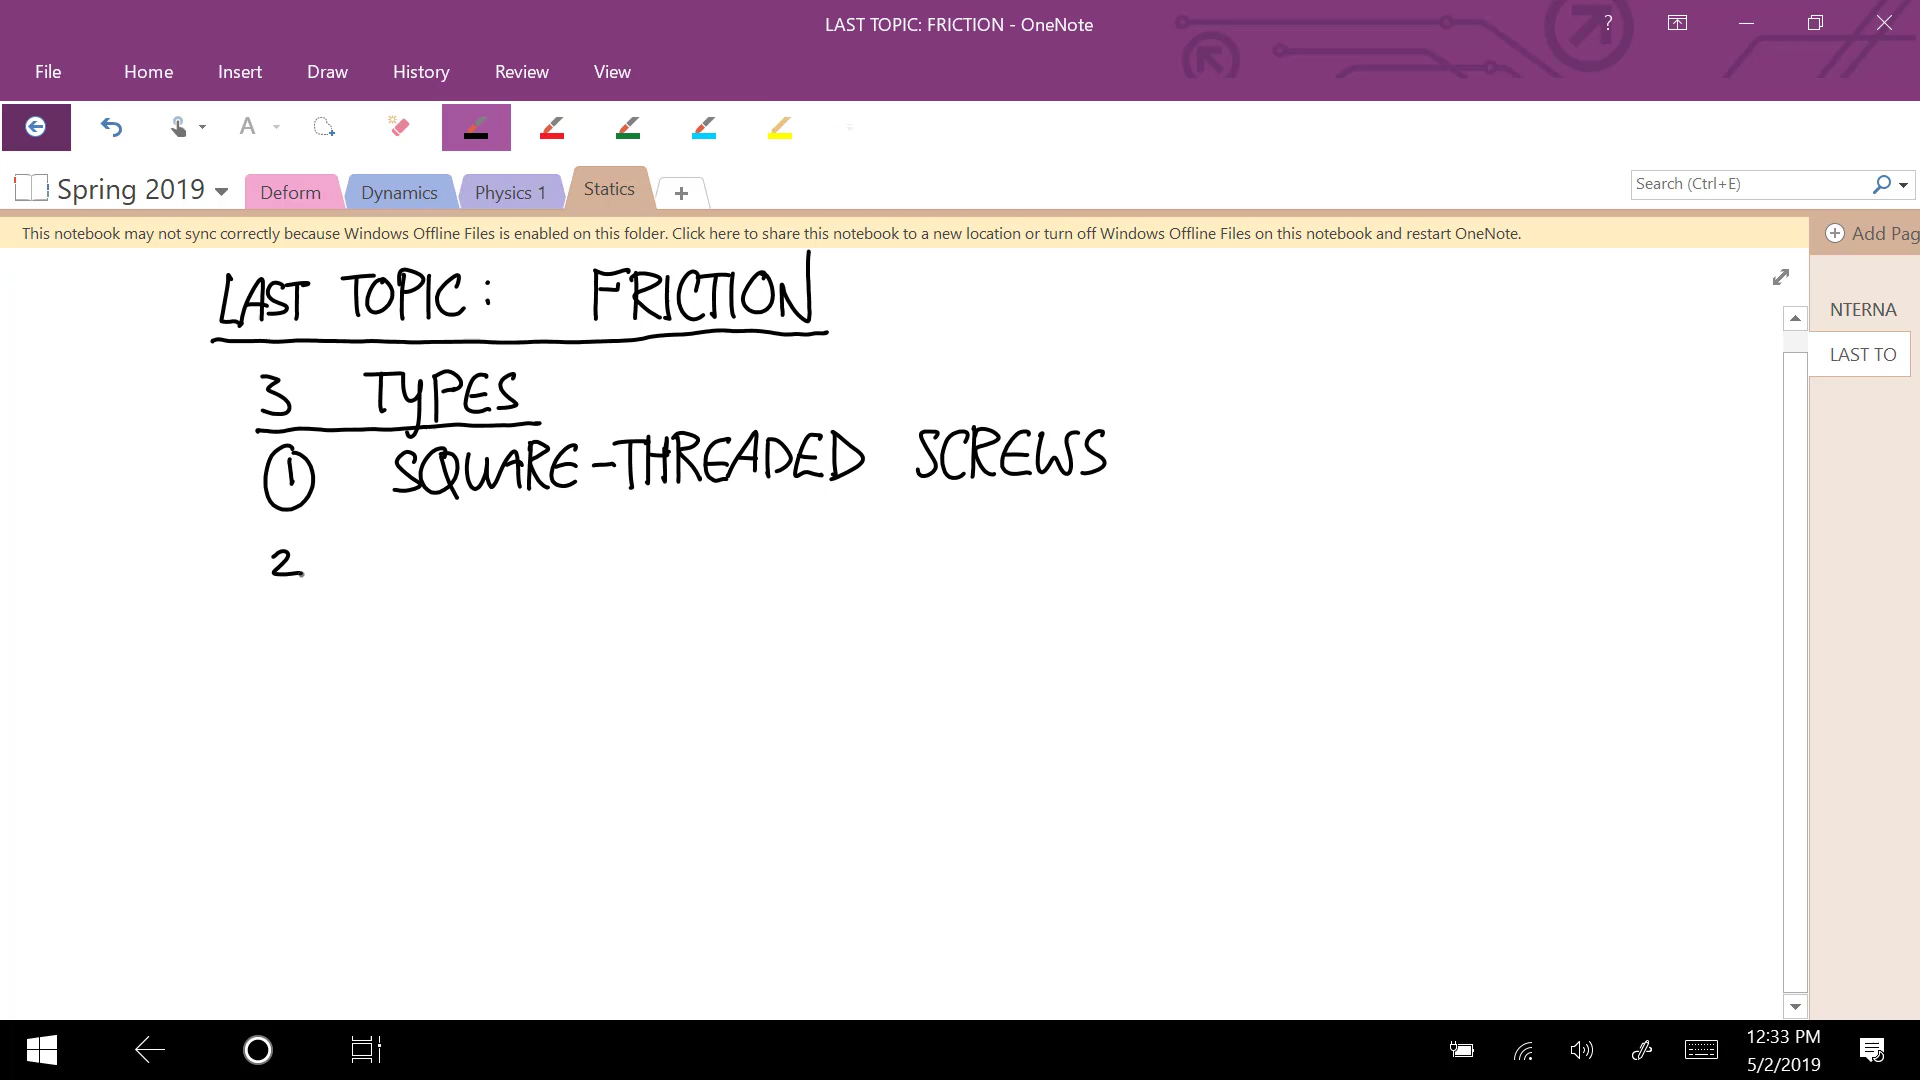 LAST TOPIC: FRICTION - OneNote
?
File Home Insert Draw History Review View
A
Spring 2019 Deform Dynamics Physics 1 Statics +
Search (Ctrl+E)
This notebook may not sync correctly because Windows Offline Files is enabled on this folder. Click here to share this notebook to a new location or turn off Windows Offline Files on this notebook and restart OneNote.
Add Pag
LAST TOPIC: FRICTION
NTERNA
LAST TO
3 TYPES
1 SQUARE-THREADED SCREWS
2
12:33 PM
5/2/2019